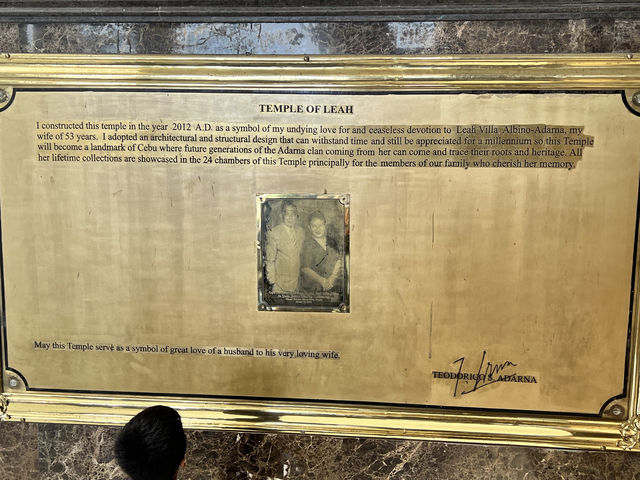 TEMPLE OF LEAH
I constructed this temple in the year 2012 A.D. as a symbol of my undying love for and ceaseless devotion to Leah Villa Albino-Adarna, my
wife of 53 years. I adopted an architectural and structural design that can withstand time and still be appreciated for a millennium so this Temple
will become a landmark of Cebu where future generations of the Adarna clan coming from her can come and trace their roots and heritage. All
her lifetime collections are showcased in the 24 chambers of this Temple principally for the members of our family who cherish her memory.
May this Temple serve as a symbol of great love of a husband to his very loving wife.
TEODORICO S. ADARNA